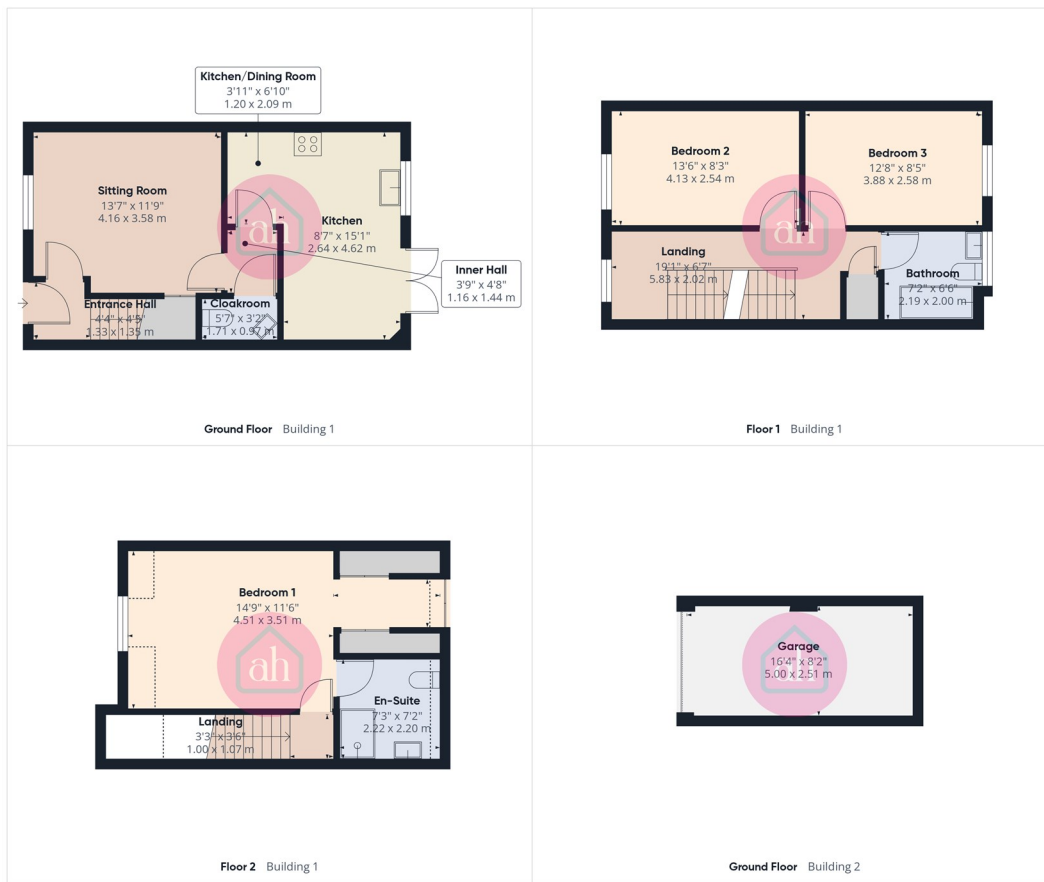 Kitchen/Dining Room
3'11" x 6'10"
1.20 x 2.09 m
Sitting Room
13'7" x 11'9"
4.16 x 3.58 m
Kitchen
8'7" x 15'1"
2.64 x 4.62 m
ah
Inner Hall
3'9" x 4'8"
1.16 x 1.44 m
Entrance Hall
4'4" x 4'5"
1.33 x 1.35 m
Cloakroom
5'7" x 3'2"
1.71 x 0.97 m
Ground Floor Building 1
Bedroom 2
13'6" x 8'3"
4.13 x 2.54 m
Bedroom 3
12'8" x 8'5"
3.88 x 2.58 m
ah
Landing
19'1" x 6'7"
5.83 x 2.02 m
Bathroom
7'2" x 6'6"
2.19 x 2.00 m
Floor 1 Building 1
Bedroom 1
14'9" x 11'6"
4.51 x 3.51 m
ah
En-Suite
7'3" x 7'2"
2.22 x 2.20 m
Landing
3'3" x 3'6"
1.00 x 1.07 m
Floor 2 Building 1
Garage
16'4" x 8'2"
5.00 x 2.51 m
ah
Ground Floor Building 2